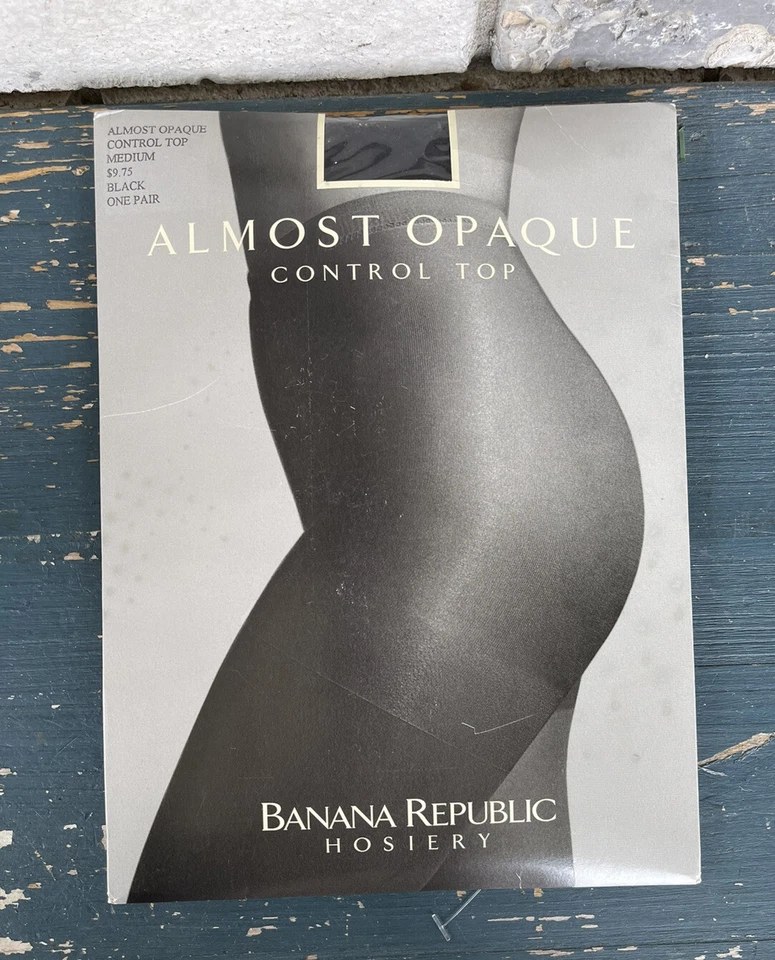 ALMOST OPAQUE
CONTROL TOP
MEDIUM
$9.75
BLACK
ONE PAIR
ALMOST OPAQUE
CONTROL TOP
BANANA REPUBLIC
HOSIERY